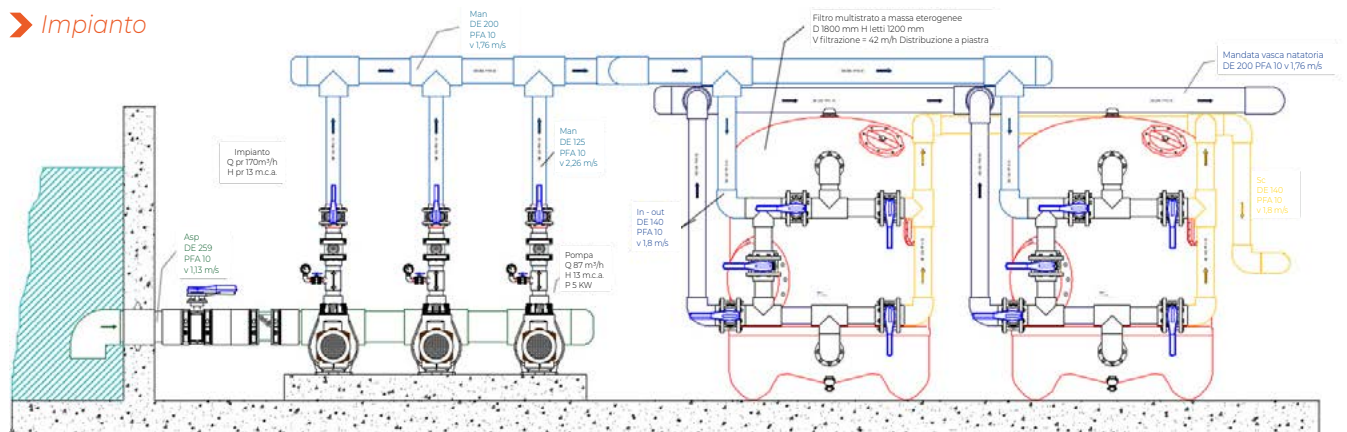 Impianto
Man
DE 200
PFA 10
v 1,76 m/s
Filtro multistrato a massa eterogenee
D 1800 mm H letti 1200 mm
V filtrazione = 42 m/h Distribuzione a piastra
Mandata vasca natatoria
DE 200 PFA 10 v 1,76 m/s
Impianto
Q pr 170m³/h
H pr 13 m.c.a.
Man
DE 125
PFA 10
v 2,26 m/s
Asp
DE 259
PFA 10
v 1,13 m/s
Pompa
Q 87 m³/h
H 13 m.c.a.
P 5 KW
In - out
DE 140
PFA 10
v 1,8 m/s
Sc
DE 140
PFA 10
v 1,8 m/s